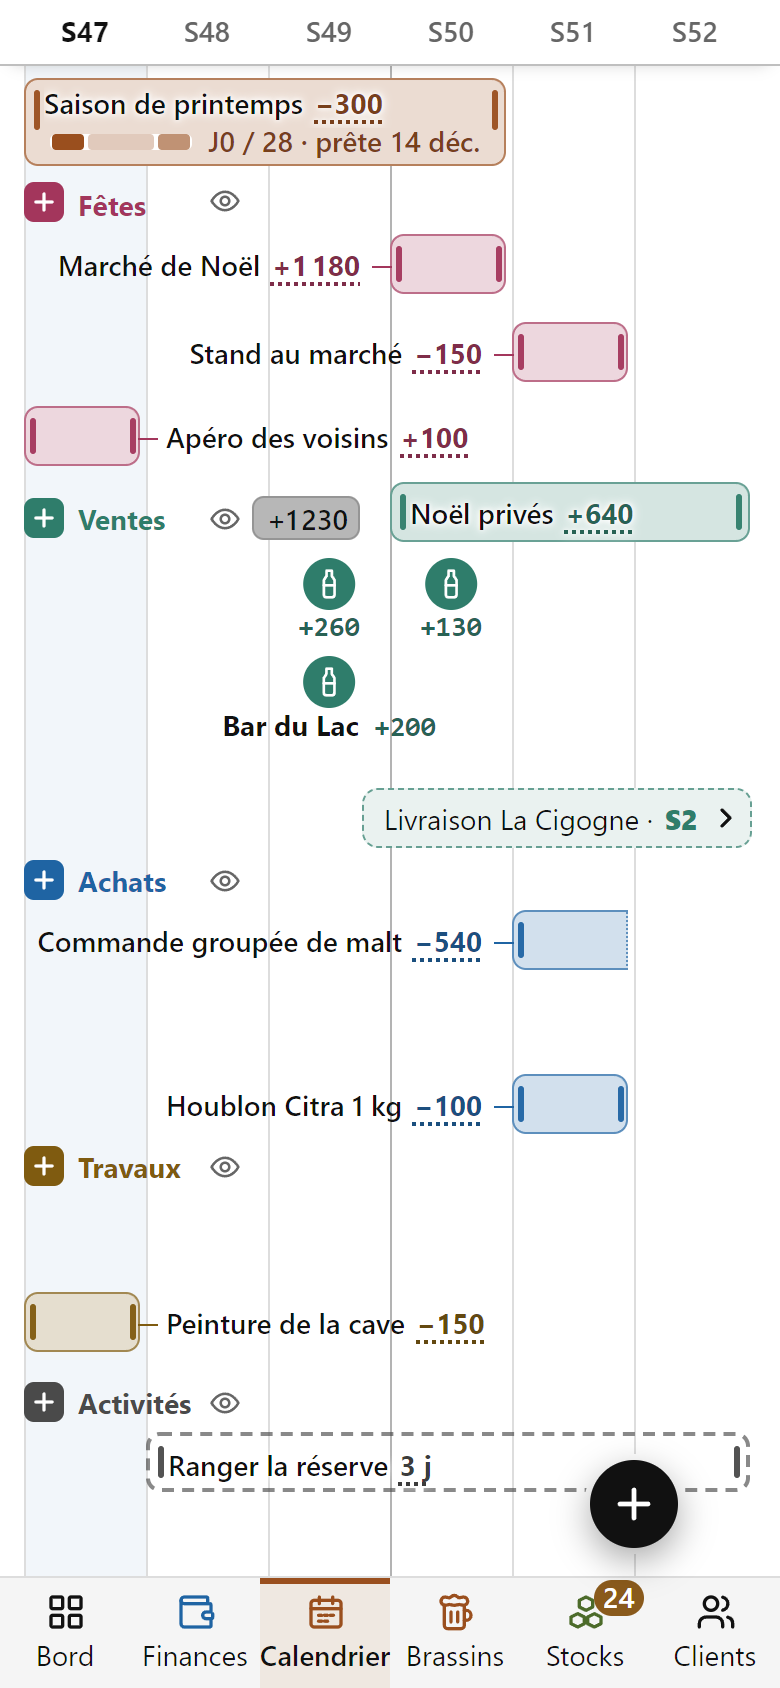 S47 S48 S49 S50 S51 S52
Saison de printemps −300
J0 / 28 · prête 14 déc.
Fêtes
Marché de Noël +1 180
Stand au marché −150
Apéro des voisins +100
Ventes +1230 Noël privés +640
+260 +130
Bar du Lac +200
Livraison La Cigogne · S2
Achats
Commande groupée de malt −540
Houblon Citra 1 kg −100
Travaux
Peinture de la cave −150
Activités
Ranger la réserve 3 j
24
Bord Finances Calendrier Brassins Stocks Clients